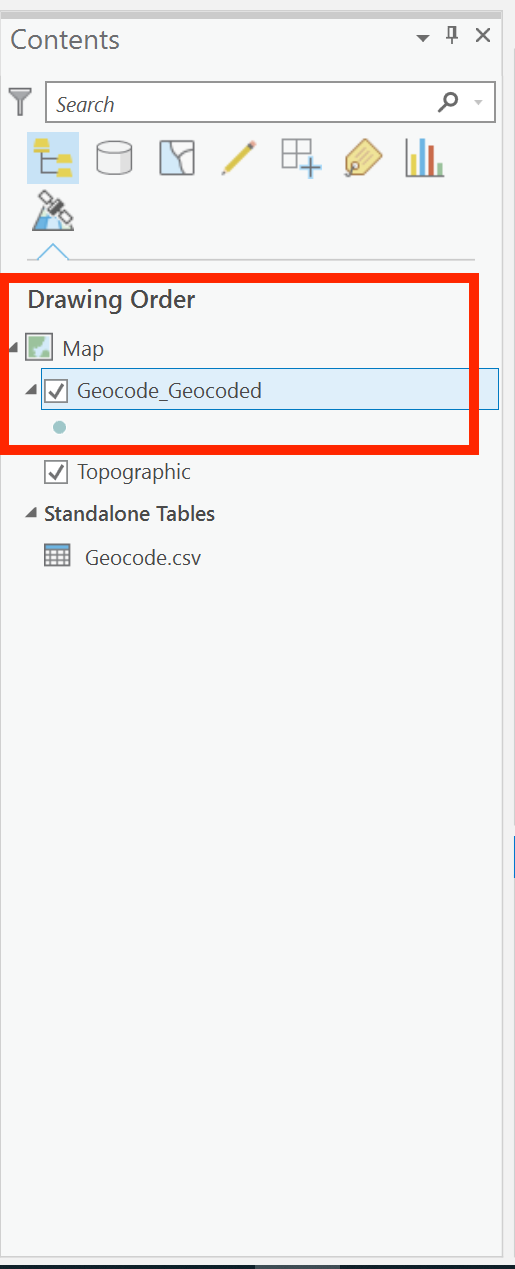 Contents
Search
Drawing Order
Map
Geocode_Geocoded
Topographic
Standalone Tables
Geocode.csv